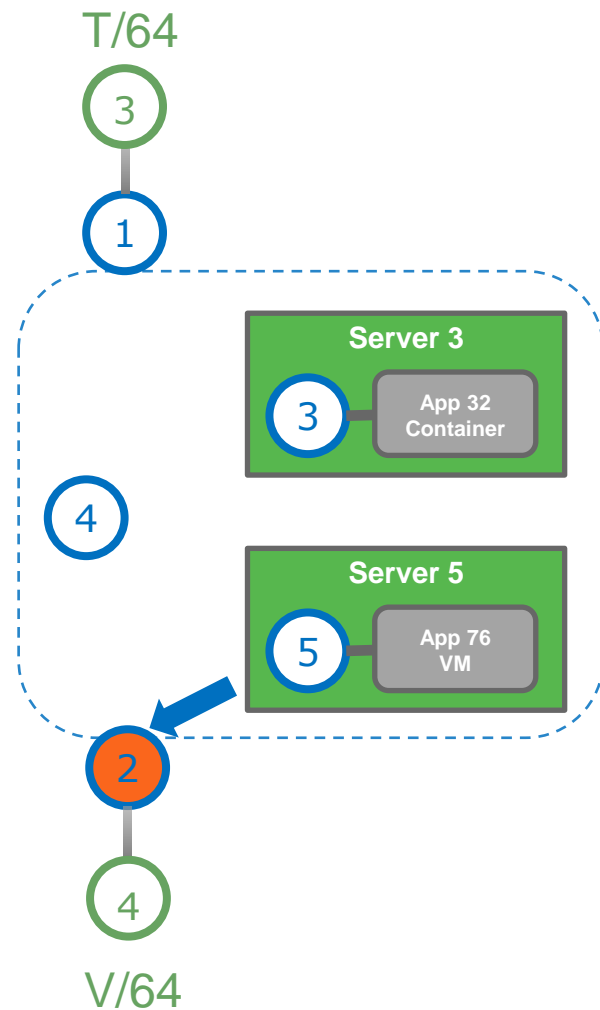 T/64
3
1
Server 3
3
App 32
Container
4
Server 5
5
App 76
VM
2
4
V/64